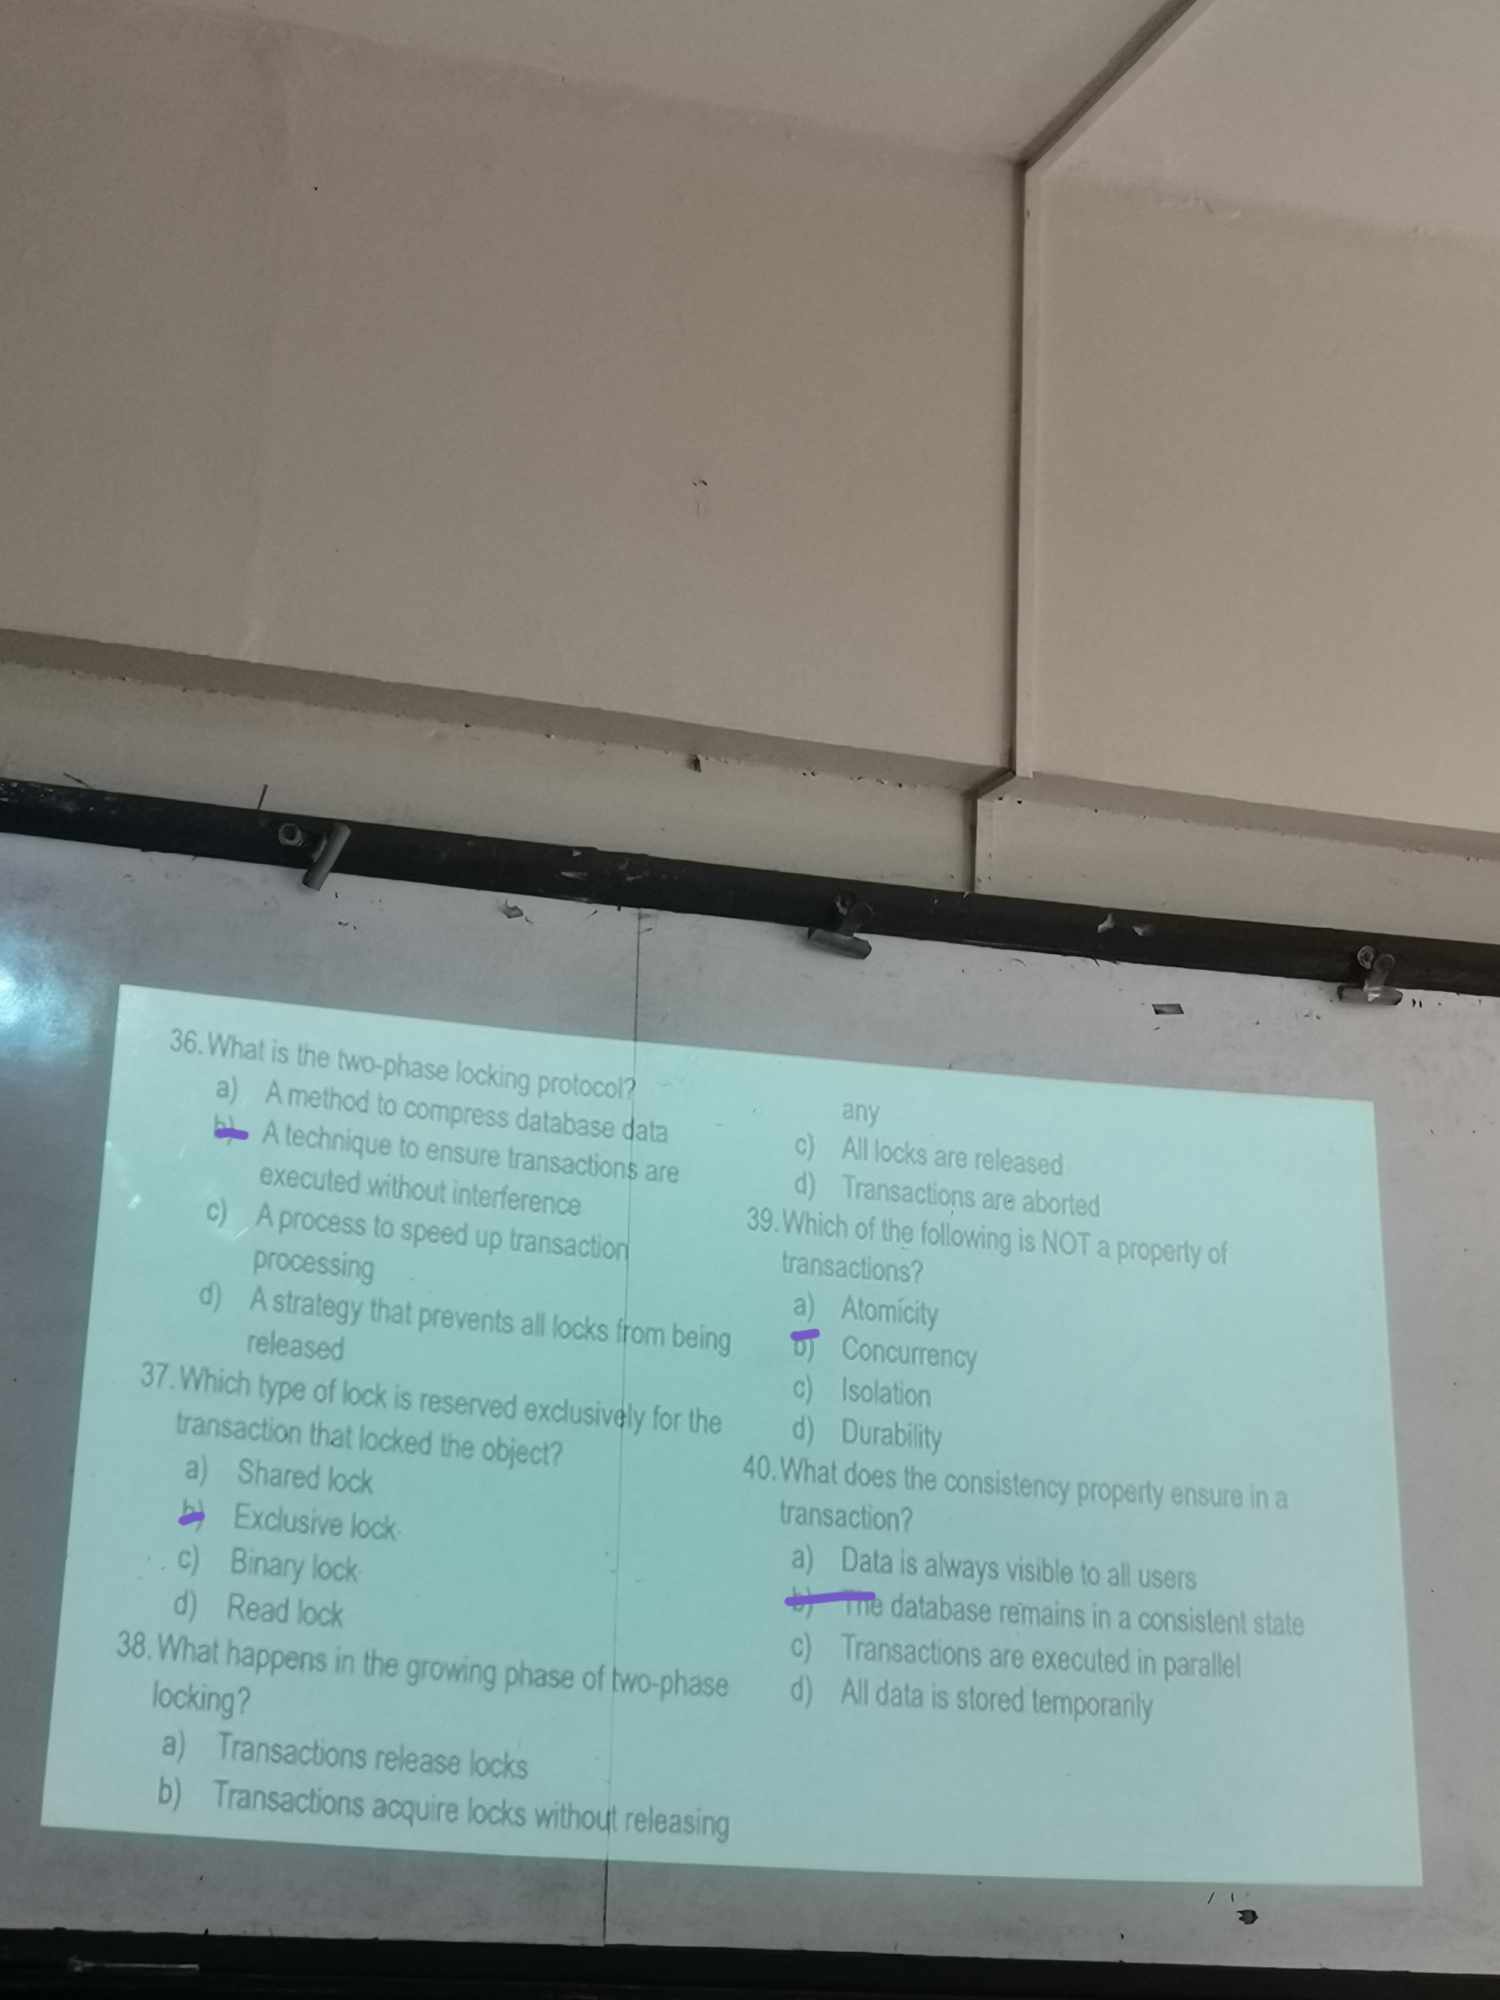 36. What is the two-phase locking protocol?
a) A method to compress database data
b) A technique to ensure transactions are
executed without interference
c) A process to speed up transaction
processing
d) A strategy that prevents all locks from being
released
37. Which type of lock is reserved exclusively for the
transaction that locked the object?
a) Shared lock
b) Exclusive lock
c) Binary lock
d) Read lock
38. What happens in the growing phase of two-phase
locking?
a) Transactions release locks
b) Transactions acquire locks without releasing
any
c) All locks are released
d) Transactions are aborted
39. Which of the following is NOT a property of
transactions?
a) Atomicity
b) Concurrency
c) Isolation
d) Durability
40. What does the consistency property ensure in a
transaction?
a) Data is always visible to all users
b) The database remains in a consistent state
c) Transactions are executed in parallel
d) All data is stored temporarily